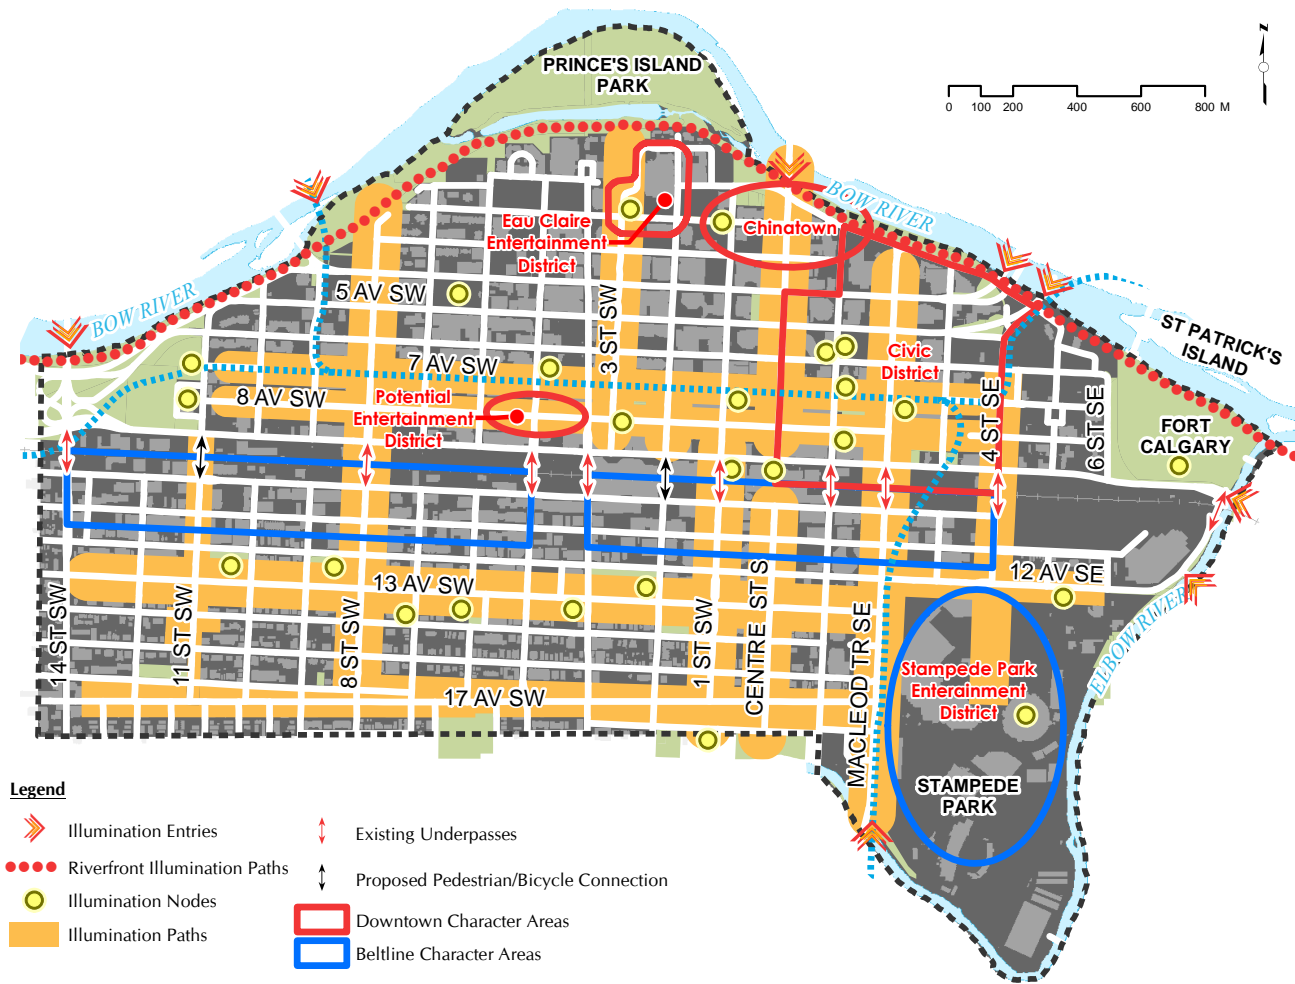 PRINCE'S ISLAND
PARK
N
0 100 200 400 600 800 M
BOW RIVER
Eau Claire
Entertainment
District
Chinatown
BOW RIVER
5 AV SW
3 ST SW
ST PATRICK'S
ISLAND
7 AV SW
Civic
District
8 AV SW
Potential
Entertainment
District
4 ST SE
6 ST SE
FORT
CALGARY
14 ST SW
11 ST SW
8 ST SW
13 AV SW
1 ST SW
CENTRE ST S
MACLEOD TR SE
12 AV SE
ELBOW RIVER
17 AV SW
Stampede Park
Enterainment
District
STAMPEDE
PARK
Legend
Illumination Entries
Riverfront Illumination Paths
Illumination Nodes
Illumination Paths
Existing Underpasses
Proposed Pedestrian/Bicycle Connection
Downtown Character Areas
Beltline Character Areas